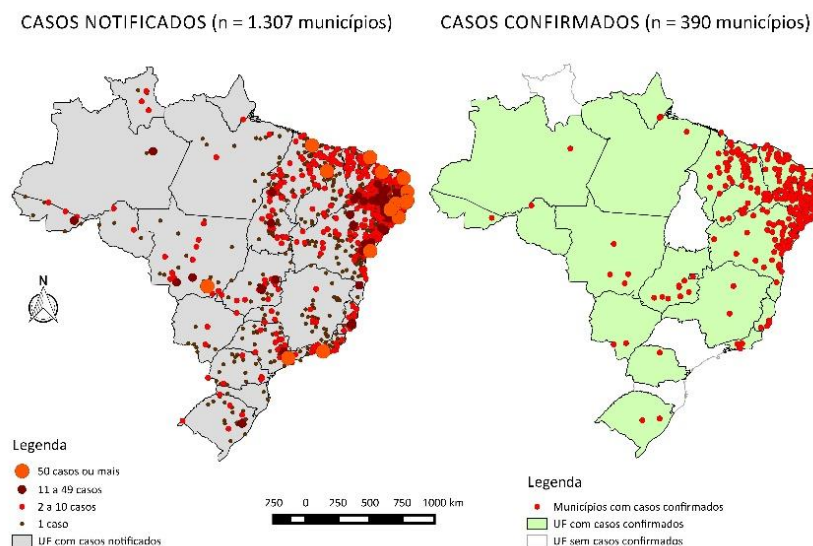 CASOS NOTIFICADOS (n = 1.307 municípios)
CASOS CONFIRMADOS (n = 390 municípios)
N
Legenda
50 casos ou mais
11 a 49 casos
2 a 10 casos
1 caso
UF com casos notificados
250 0 250 500 750 1000 km
Legenda
Municípios com casos confirmados
UF com casos confirmados
UF sem casos confirmados